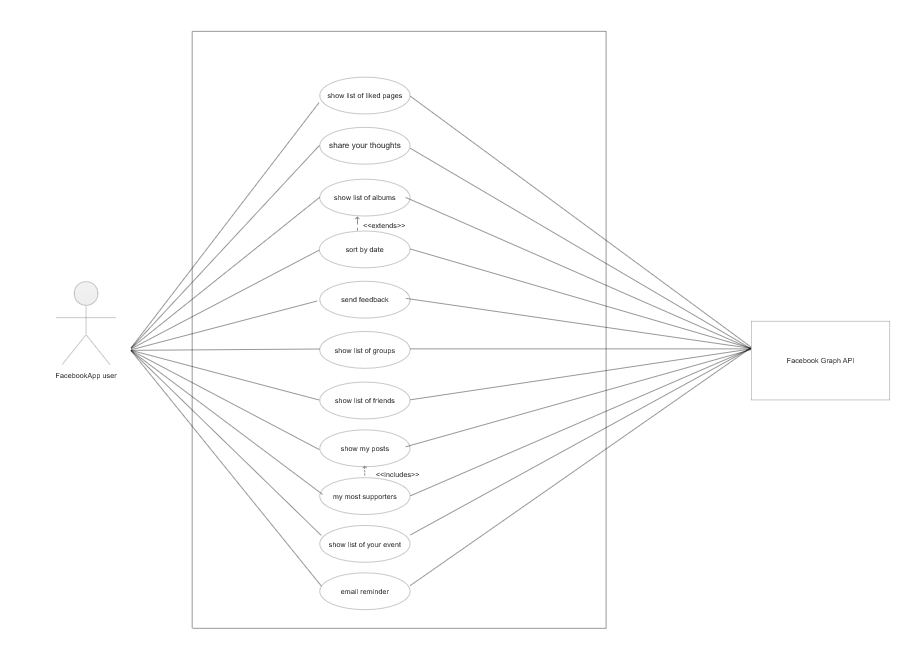 show list of liked pages
share your thoughts
show list of albums
<<extends>>
sort by date
send feedback
show list of groups
Facebook Graph API
FacebookApp user
show list of friends
show my posts
<<includes>>
my most supporters
show list of your event
email reminder